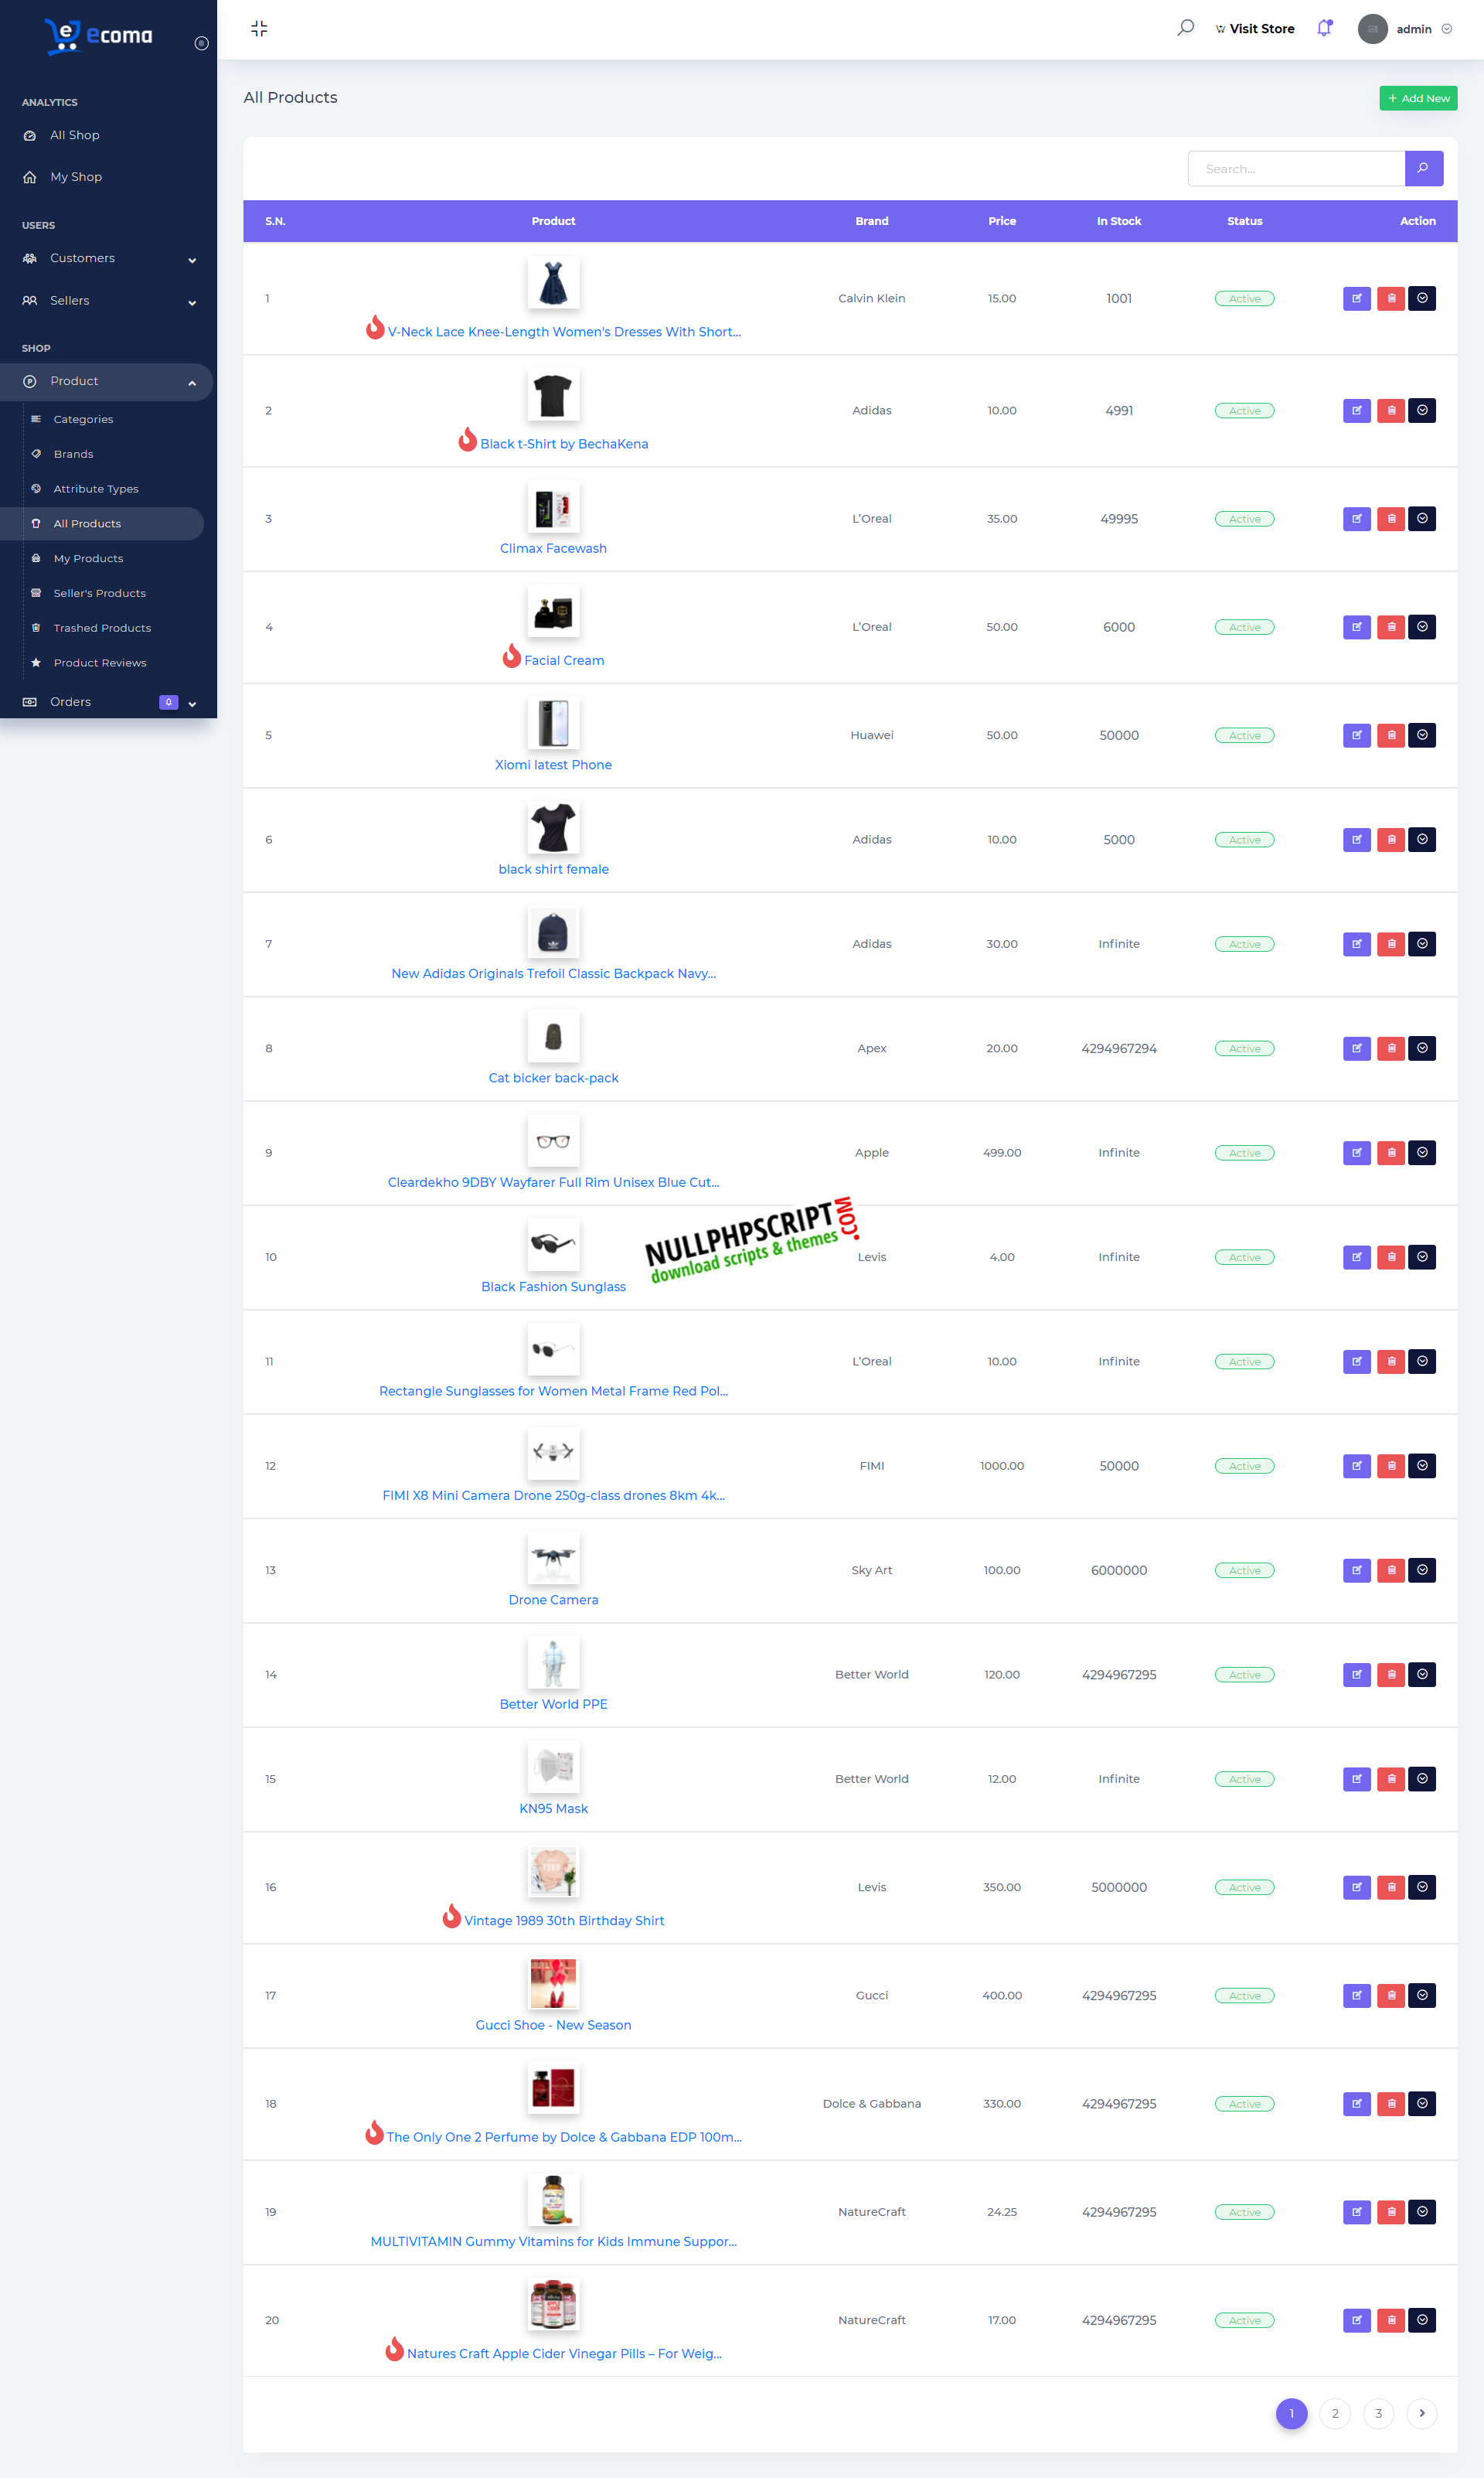 ecoma
Visit Store
admin
ANALYTICS
All Shop
My Shop
USERS
Customers
Sellers
SHOP
Product
Categories
Brands
Attribute Types
All Products
My Products
Seller's Products
Trashed Products
Product Reviews
Orders
All Products
+ Add New
Search...
S.N. Product Brand Price In Stock Status Action
1 Calvin Klein 15.00 1001 Active
V-Neck Lace Knee-Length Women's Dresses With Short...
2 Adidas 10.00 4991 Active
Black t-Shirt by BechaKena
3 L'Oreal 35.00 49995 Active
Climax Facewash
4 L'Oreal 50.00 6000 Active
Facial Cream
5 Huawei 50.00 50000 Active
Xiomi latest Phone
6 Adidas 10.00 5000 Active
black shirt female
7 Adidas 30.00 Infinite Active
New Adidas Originals Trefoil Classic Backpack Navy...
8 Apex 20.00 4294967294 Active
Cat bicker back-pack
9 Apple 499.00 Infinite Active
Cleardekho 9DBY Wayfarer Full Rim Unisex Blue Cut...
NULLPHPSCRIPT.COM
download scripts & themes
10 Levis 4.00 Infinite Active
Black Fashion Sunglass
11 L'Oreal 10.00 Infinite Active
Rectangle Sunglasses for Women Metal Frame Red Pol...
12 FIMI 1000.00 50000 Active
FIMI X8 Mini Camera Drone 250g-class drones 8km 4k...
13 Sky Art 100.00 6000000 Active
Drone Camera
14 Better World 120.00 4294967295 Active
Better World PPE
15 Better World 12.00 Infinite Active
KN95 Mask
16 Levis 350.00 5000000 Active
Vintage 1989 30th Birthday Shirt
17 Gucci 400.00 4294967295 Active
Gucci Shoe - New Season
18 Dolce & Gabbana 330.00 4294967295 Active
The Only One 2 Perfume by Dolce & Gabbana EDP 100m...
19 NatureCraft 24.25 4294967295 Active
MULTIVITAMIN Gummy Vitamins for Kids Immune Suppor...
20 NatureCraft 17.00 4294967295 Active
Natures Craft Apple Cider Vinegar Pills – For Weig...
1 2 3